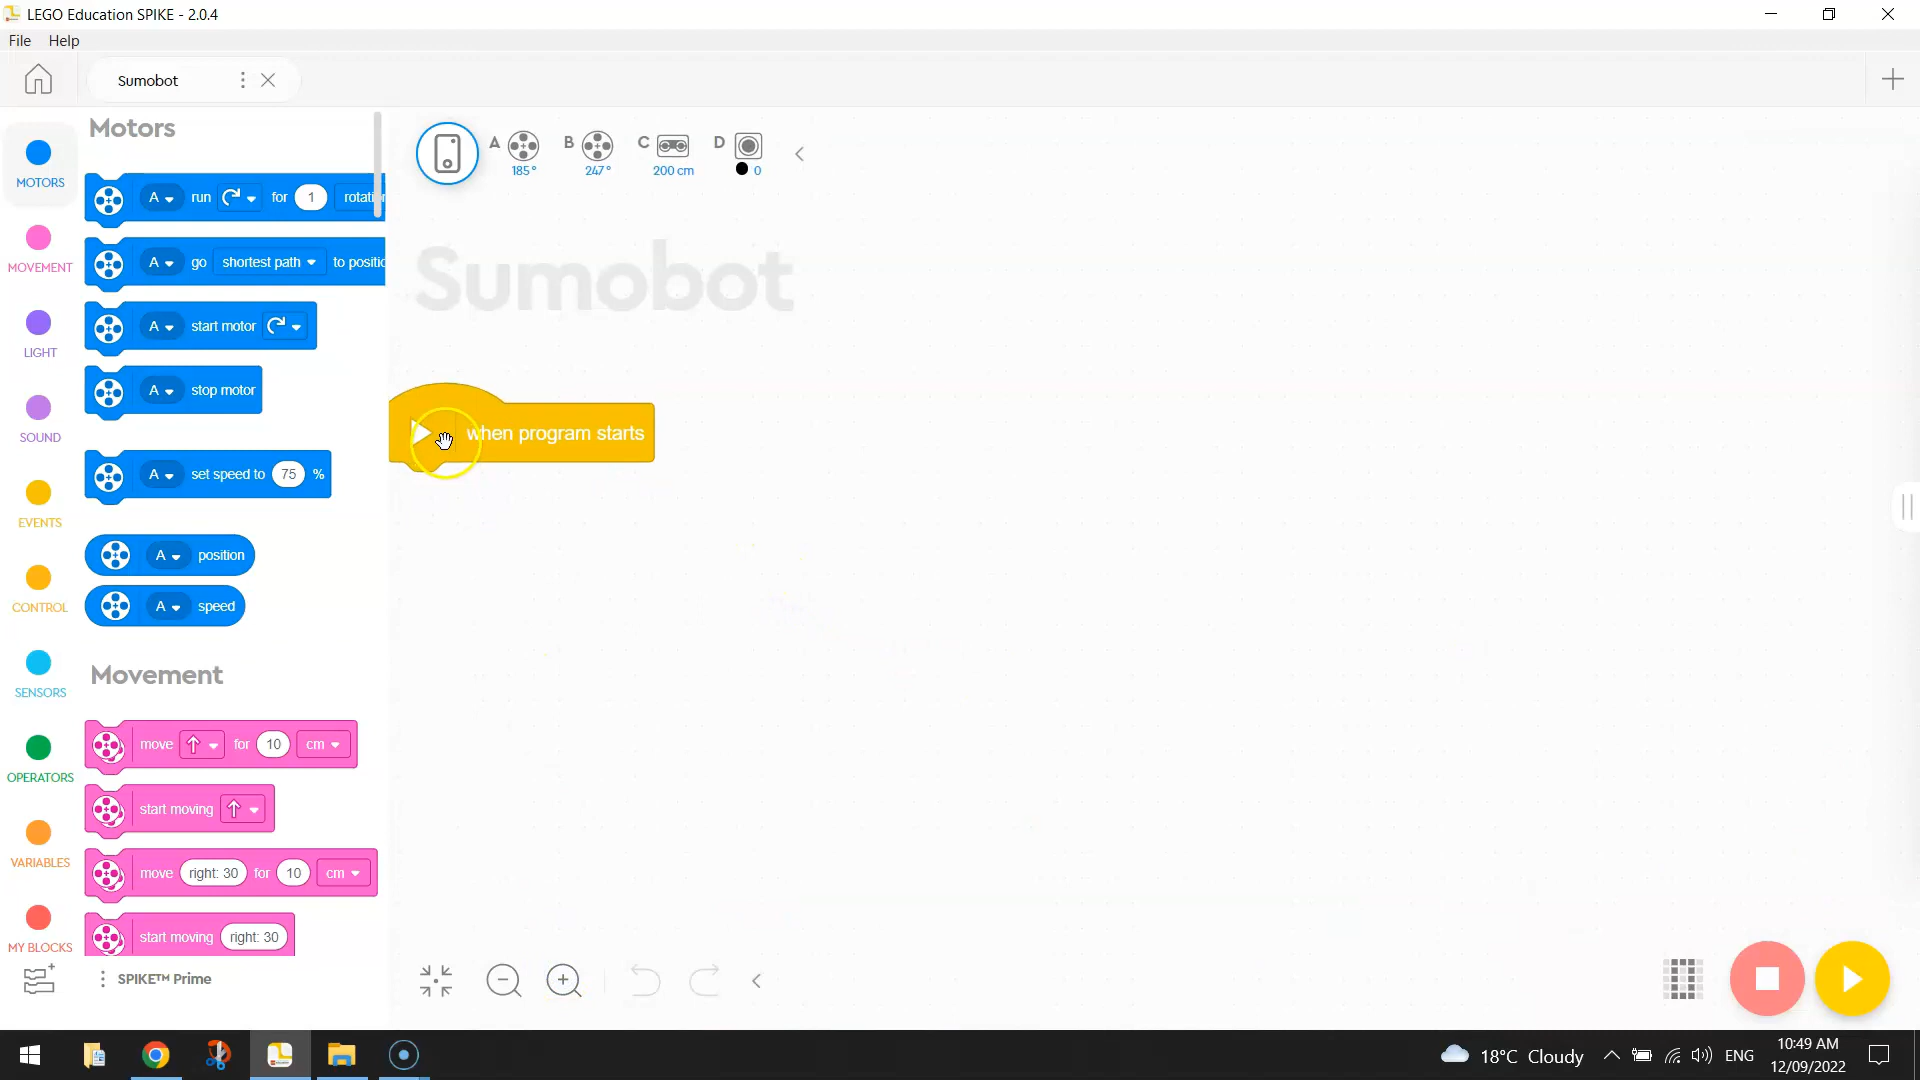 LEGO Education SPIKE - 2.0.4
File Help
Sumobot
Motors
A 185°
B 247°
C 200 cm
D 0
Sumobot
MOTORS
MOVEMENT
LIGHT
SOUND
EVENTS
CONTROL
SENSORS
OPERATORS
VARIABLES
MY BLOCKS
A run for 1
A go shortest path
A start motor
A stop motor
A set speed to 75 %
A position
A speed
Movement
move for 10 cm
start moving
move right: 30 for 10 cm
start moving right: 30
when program starts
SPIKE™ Prime
18°C Cloudy
ENG
10:49 AM
12/09/2022